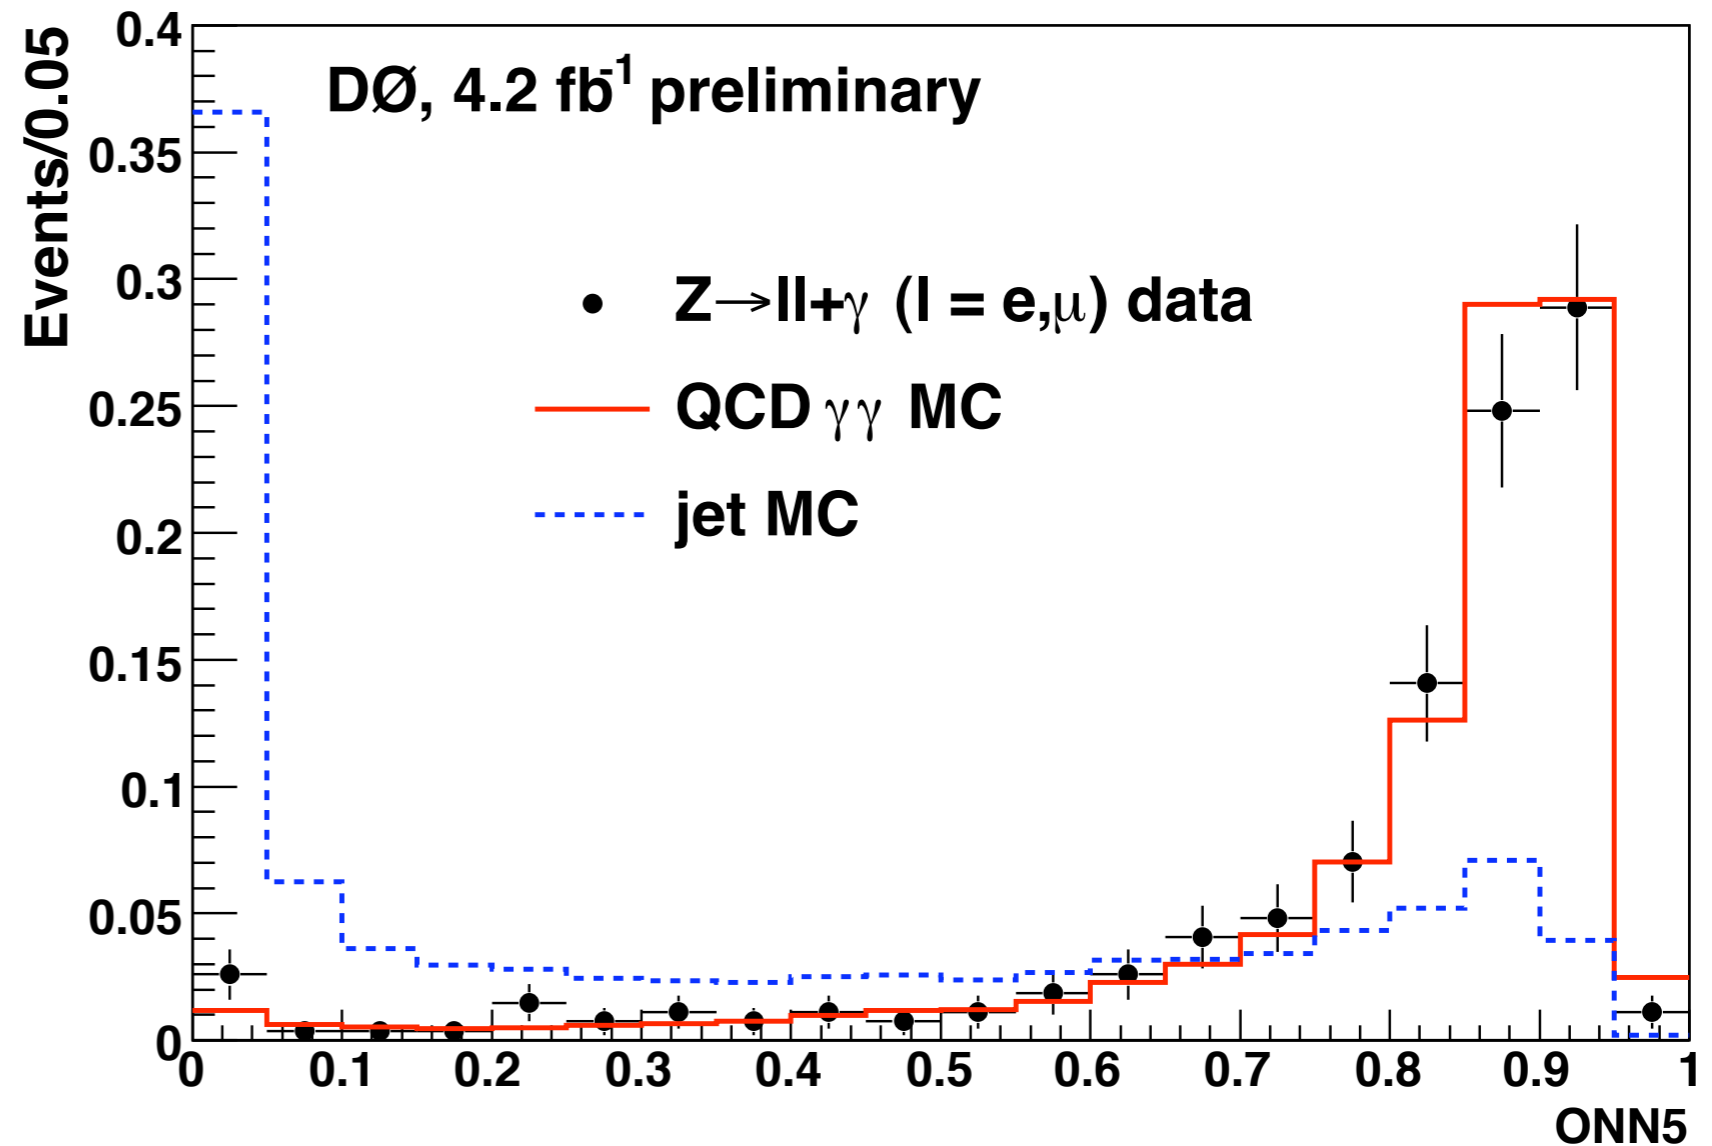 Events/0.05
0.4
0.35
0.3
0.25
0.2
0.15
0.1
0.05
0
DØ, 4.2 fb⁻¹ preliminary
Z→ll+γ (l = e,μ) data
QCD γγ MC
jet MC
0 0.1 0.2 0.3 0.4 0.5 0.6 0.7 0.8 0.9 1
ONN5